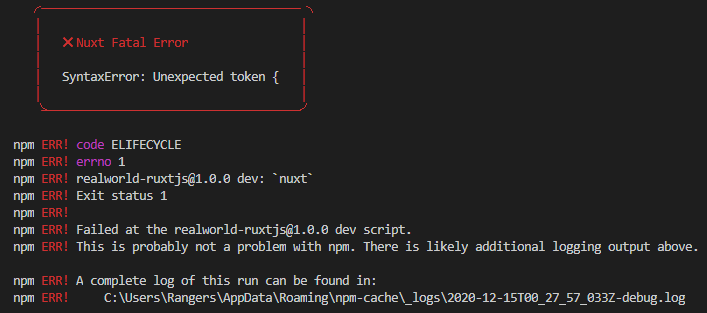 ✖ Nuxt Fatal Error
SyntaxError: Unexpected token {
npm ERR! code ELIFECYCLE
npm ERR! errno 1
npm ERR! realworld-ruxtjs@1.0.0 dev: `nuxt`
npm ERR! Exit status 1
npm ERR!
npm ERR! Failed at the realworld-ruxtjs@1.0.0 dev script.
npm ERR! This is probably not a problem with npm. There is likely additional logging output above.
npm ERR! A complete log of this run can be found in:
npm ERR!     C:\Users\Rangers\AppData\Roaming\npm-cache\_logs\2020-12-15T00_27_57_033Z-debug.log